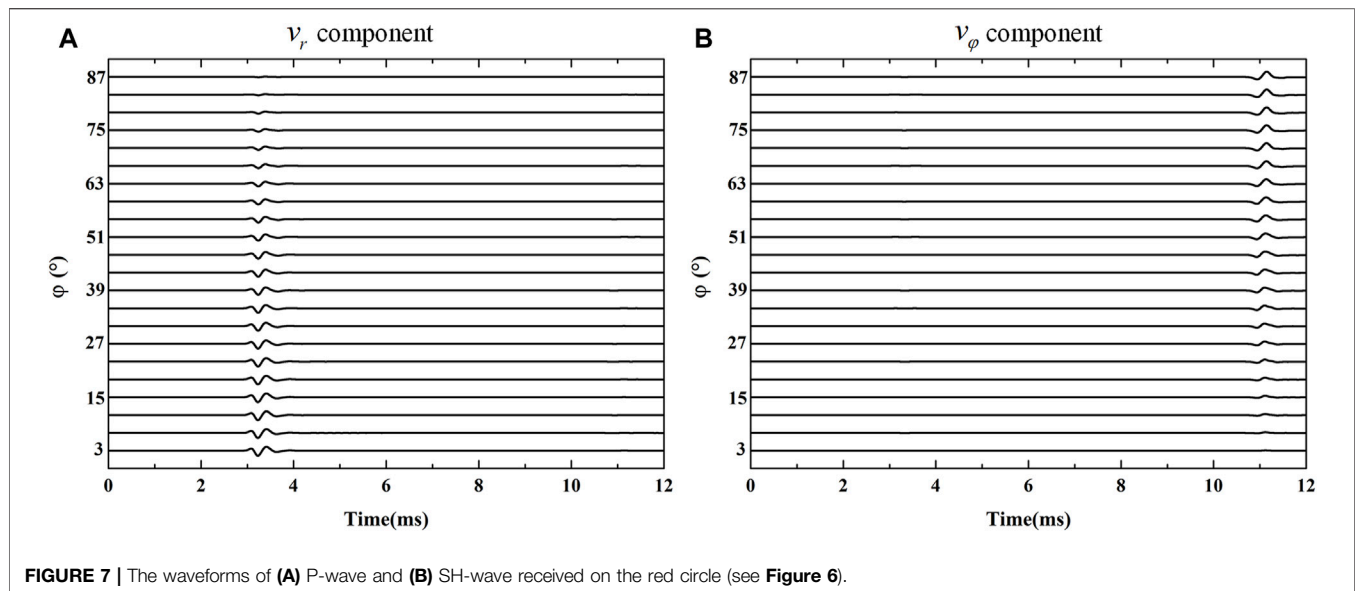 A
v_r component
φ (°)
87
75
63
51
39
27
15
3
0 2 4 6 8 10 12
Time(ms)
B
v_φ component
φ (°)
87
75
63
51
39
27
15
3
0 2 4 6 8 10 12
Time(ms)
FIGURE 7 | The waveforms of (A) P-wave and (B) SH-wave received on the red circle (see Figure 6).